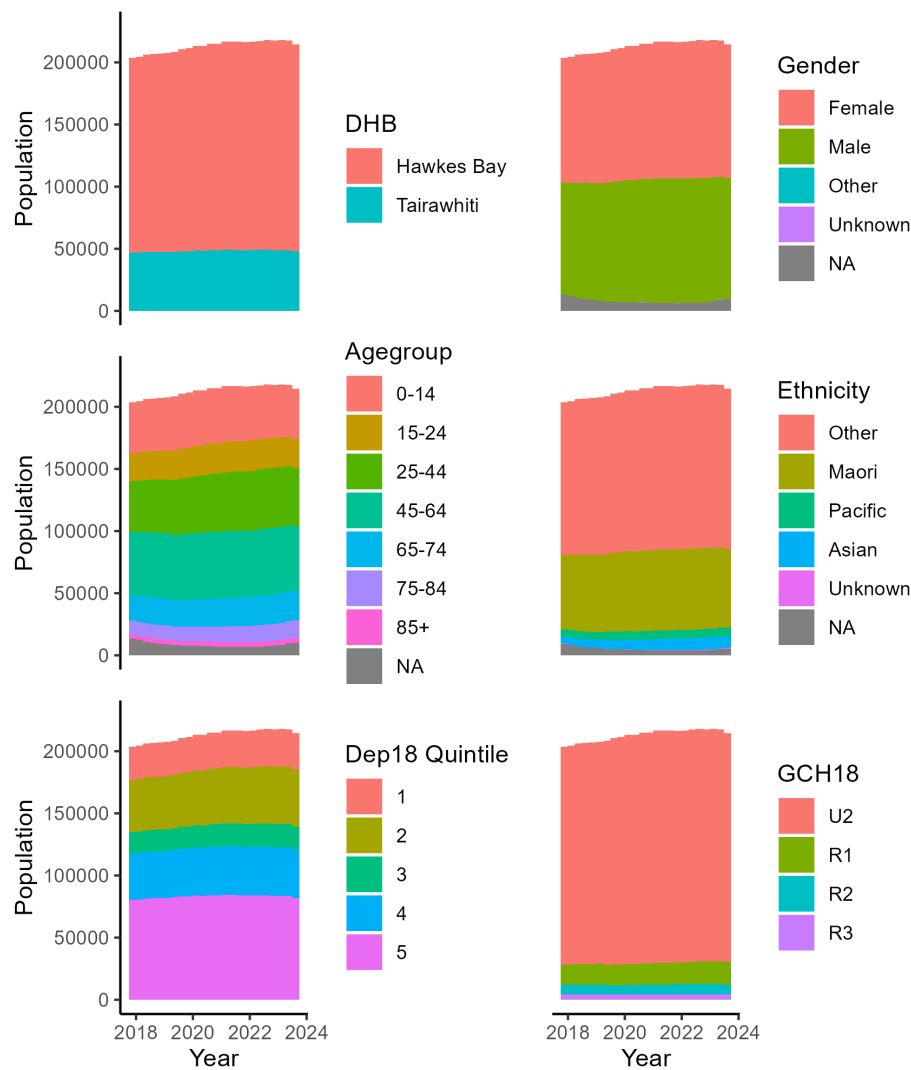 Population
200000
150000
100000
50000
0
DHB
Hawkes Bay
Tairawhiti
Gender
Female
Male
Other
Unknown
NA
Population
200000
150000
100000
50000
0
Agegroup
0-14
15-24
25-44
45-64
65-74
75-84
85+
NA
Ethnicity
Other
Maori
Pacific
Asian
Unknown
NA
Population
200000
150000
100000
50000
0
2018 2020 2022 2024
Year
Dep18 Quintile
1
2
3
4
5
2018 2020 2022 2024
Year
GCH18
U2
R1
R2
R3